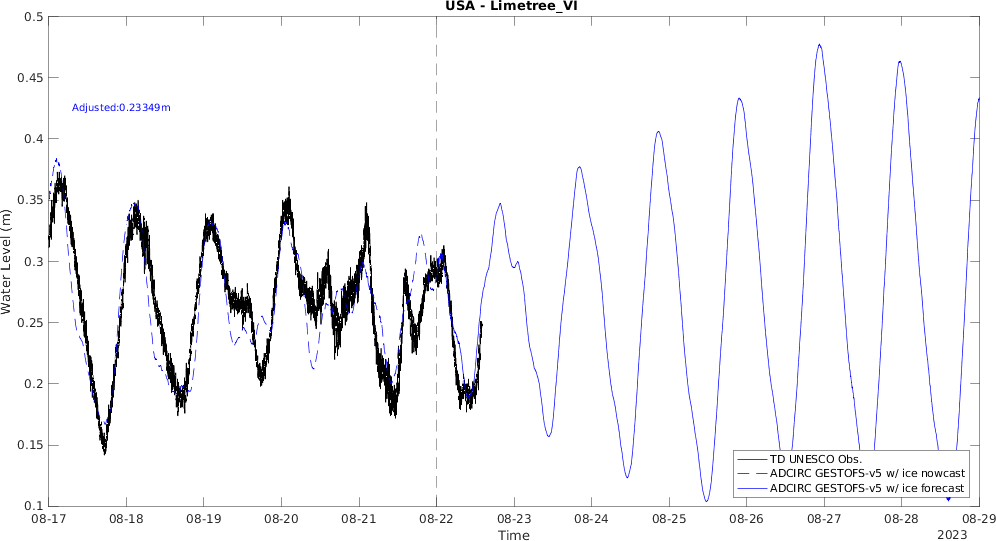 USA - Limetree_VI
0.5
0.45
0.4
0.35
0.3
0.25
0.2
0.15
0.1
Water Level (m)
Adjusted:0.23349m
TD UNESCO Obs.
ADCIRC GESTOFS-v5 w/ ice nowcast
ADCIRC GESTOFS-v5 w/ ice forecast
08-17 08-18 08-19 08-20 08-21 08-22 08-23 08-24 08-25 08-26 08-27 08-28 08-29
Time
2023